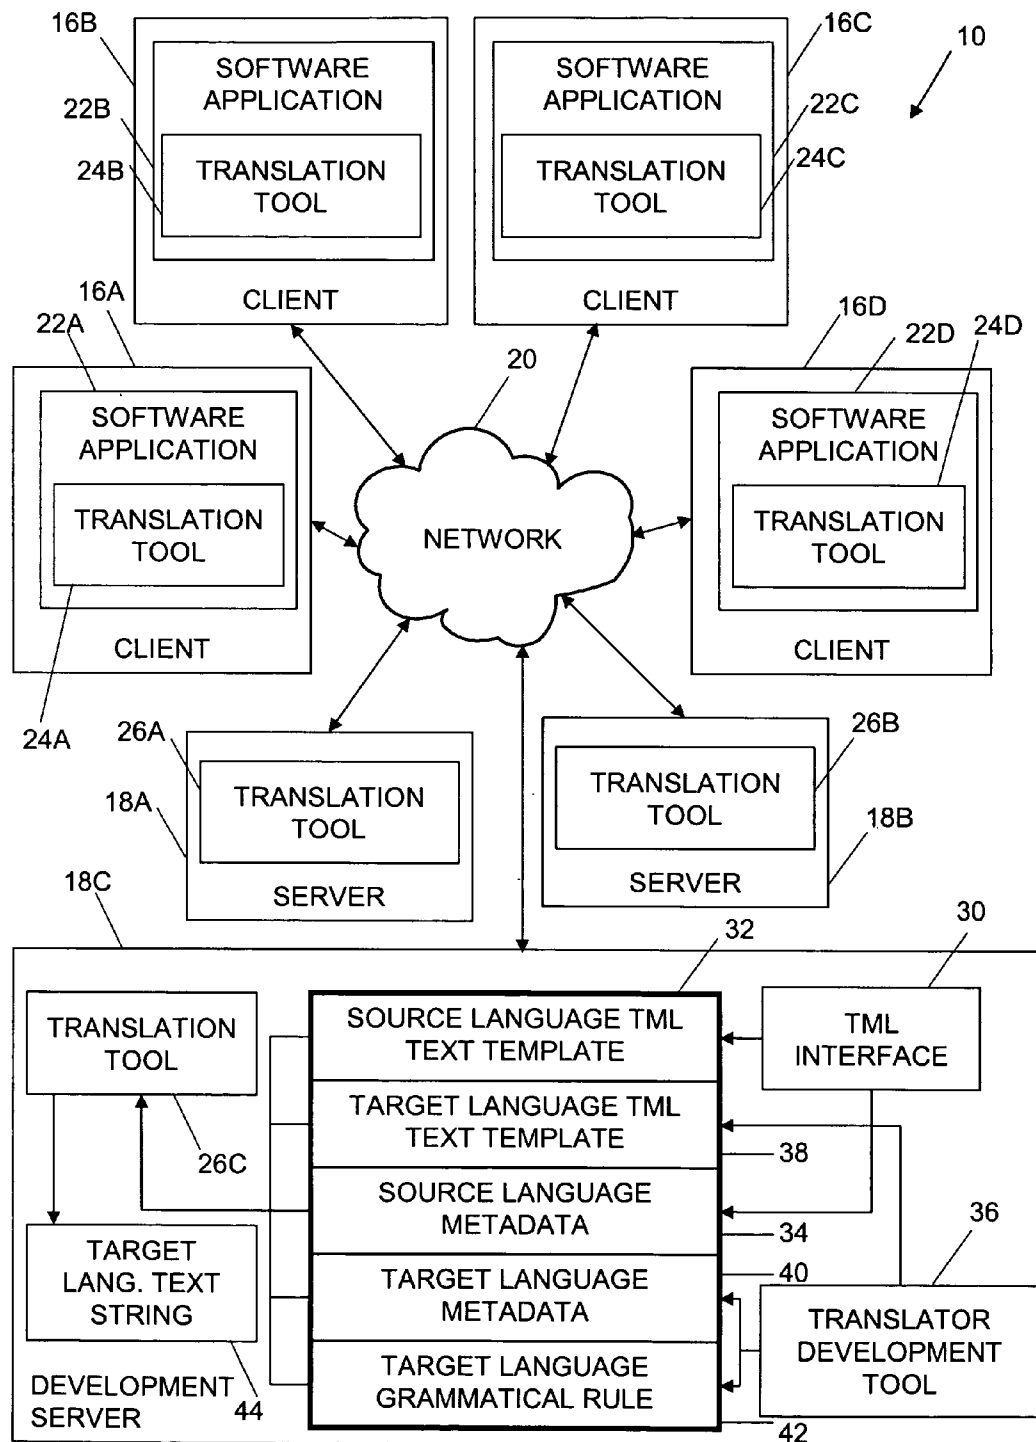 16B
16C
10
SOFTWARE
APPLICATION
SOFTWARE
APPLICATION
22B
22C
24B
24C
TRANSLATION
TOOL
TRANSLATION
TOOL
CLIENT
CLIENT
16A
22A
20
16D
22D
24D
SOFTWARE
APPLICATION
SOFTWARE
APPLICATION
TRANSLATION
TOOL
NETWORK
TRANSLATION
TOOL
CLIENT
CLIENT
24A
26A
26B
18A
18B
TRANSLATION
TOOL
TRANSLATION
TOOL
SERVER
SERVER
18C
32
30
TRANSLATION
TOOL
SOURCE LANGUAGE TML
TEXT TEMPLATE
TML
INTERFACE
TARGET LANGUAGE TML
TEXT TEMPLATE
26C
38
SOURCE LANGUAGE
METADATA
34
36
TARGET
LANG. TEXT
STRING
40
TARGET LANGUAGE
METADATA
TRANSLATOR
DEVELOPMENT
TOOL
TARGET LANGUAGE
GRAMMATICAL RULE
DEVELOPMENT
SERVER
44
42